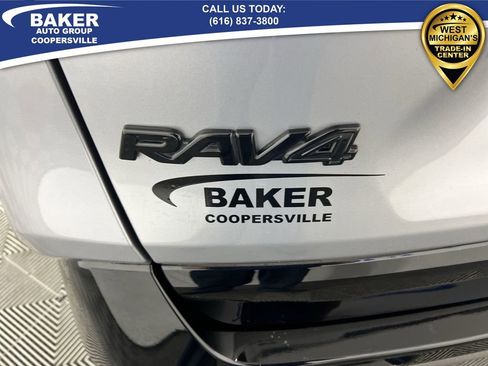 BAKER
AUTO GROUP
COOPERSVILLE
CALL US TODAY:
(616) 837-3800
WEST
MICHIGAN'S
TRADE-IN
CENTER
RAV4
BAKER
COOPERSVILLE